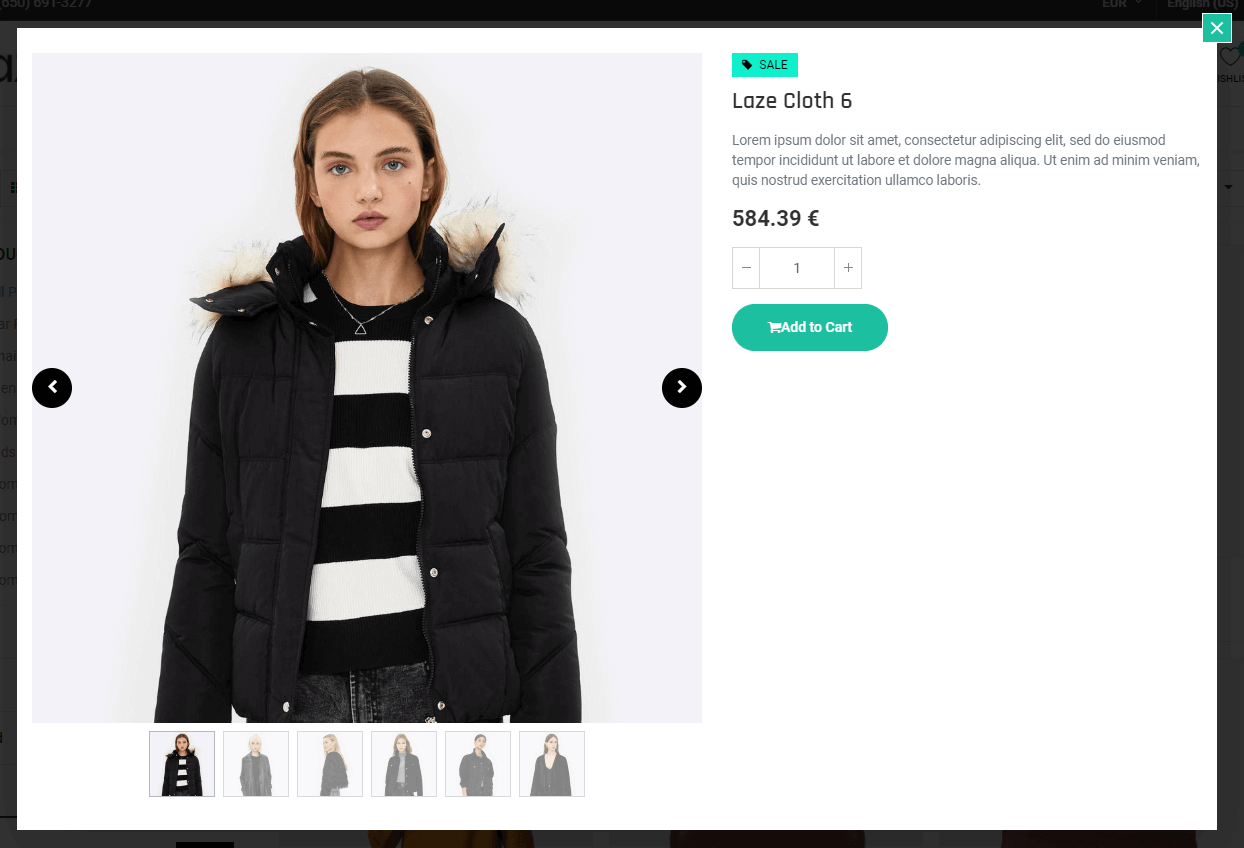 (650) 691-3277
EUR
English (US)
SALE
Laze Cloth 6
Lorem ipsum dolor sit amet, consectetur adipiscing elit, sed do eiusmod
tempor incididunt ut labore et dolore magna aliqua. Ut enim ad minim veniam,
quis nostrud exercitation ullamco laboris.
584.39 €
1
Add to Cart